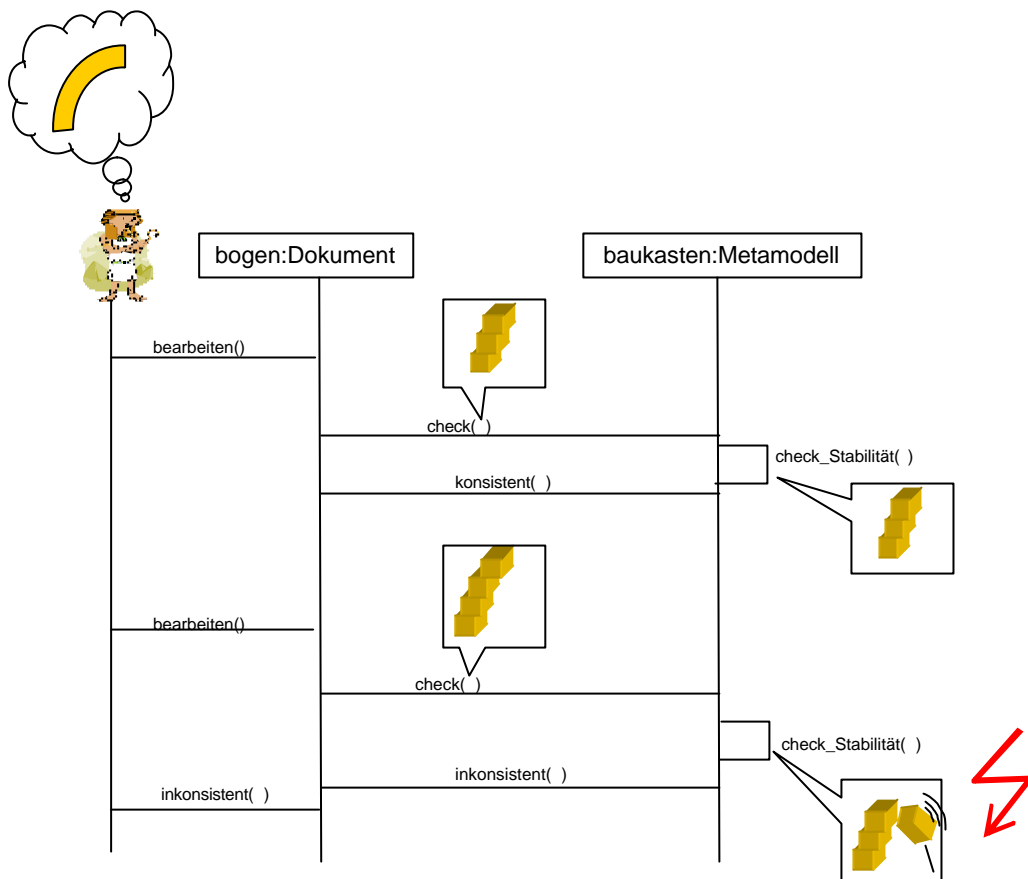 bogen:Dokument
baukasten:Metamodell
bearbeiten()
check( )
check_Stabilität( )
konsistent( )
bearbeiten()
check( )
check_Stabilität( )
inkonsistent( )
inkonsistent( )